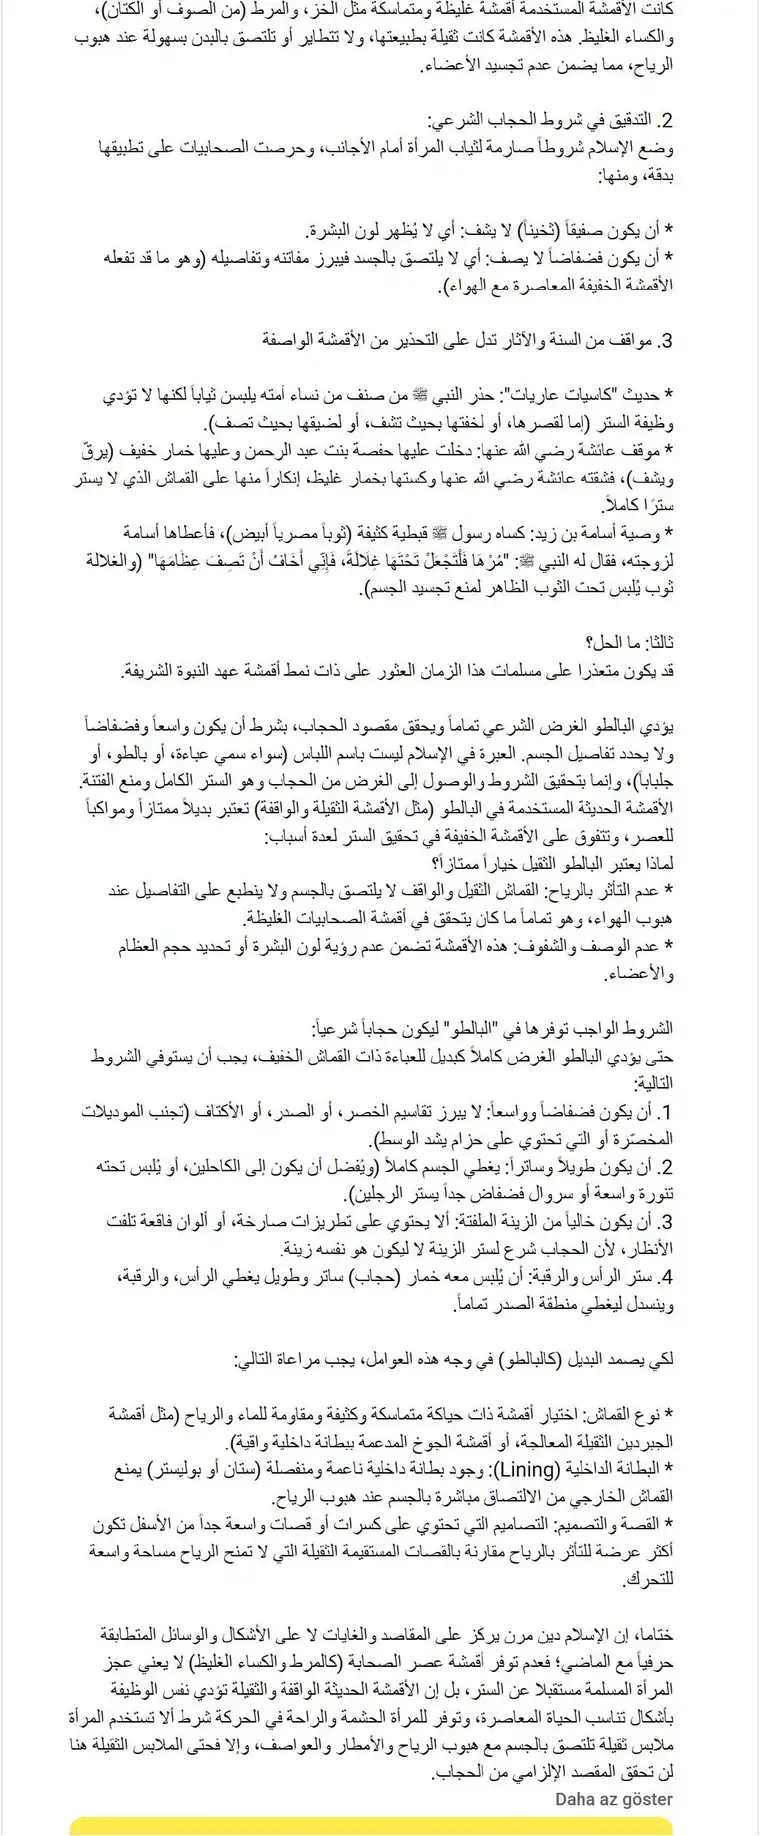 كانت الأقمشة المستخدمة أقمشة غليظة ومتماسكة مثل الخز، والمرط (من الصوف أو الكتان)،
والكساء الغليظ. هذه الأقمشة كانت ثقيلة بطبيعتها، ولا تتطاير أو تلتصق بالبدن بسهولة عند هبوب
الرياح، مما يضمن عدم تجسيد الأعضاء.
2. التدقيق في شروط الحجاب الشرعي:
وضع الإسلام شروطاً صارمة لثياب المرأة أمام الأجانب، وحرصت الصحابيات على تطبيقها
بدقة، ومنها:
* أن يكون صفيقاً (ثخيناً) لا يشف: أي لا يُظهر لون البشرة.
* أن يكون فضفاضاً لا يصف: أي لا يلتصق بالجسد فيبرز مفاتنه وتفاصيله (وهو ما قد تفعله
الأقمشة الخفيفة المعاصرة مع الهواء).
3. مواقف من السنة والآثار تدل على التحذير من الأقمشة الواصفة
* حديث "كاسيات عاريات": حذر النبي ﷺ من صنف من نساء أمته يلبسن ثياباً لكنها لا تؤدي
وظيفة الستر (إما لقصرها، أو لخفتها بحيث تشف، أو لضيقها بحيث تصف).
* موقف عائشة رضي الله عنها: دخلت عليها حفصة بنت عبد الرحمن وعليها خمار خفيف (يرقّ
ويشف)، فشقته عائشة رضي الله عنها وكستها بخمار غليظ، إنكاراً منها على القماش الذي لا يستر
سترًا كاملاً.
* وصية أسامة بن زيد: كساه رسول ﷺ قبطية كثيفة (ثوباً مصرياً أبيض)، فأعطاها أسامة
لزوجته، فقال له النبي ﷺ: "مُرْهَا فَلْتَجْعَلْ تَحْتَهَا غِلَالَةً، فَإِنِّي أَخَافُ أَنْ تَصِفَ عِظَامَهَا" (والغلالة
ثوب يُلبس تحت الثوب الظاهر لمنع تجسيد الجسم).
ثالثا: ما الحل؟
قد يكون متعذرا على مسلمات هذا الزمان العثور على ذات نمط أقمشة عهد النبوة الشريفة.
يؤدي البالطو الغرض الشرعي تماماً ويحقق مقصود الحجاب، بشرط أن يكون واسعاً وفضفاضاً
ولا يحدد تفاصيل الجسم. العبرة في الإسلام ليست باسم اللباس (سواء سمي عباءة، أو بالطو، أو
جلباباً)، وإنما بتحقيق الشروط والوصول إلى الغرض من الحجاب وهو الستر الكامل ومنع الفتنة.
الأقمشة الحديثة المستخدمة في البالطو (مثل الأقمشة الثقيلة والواقفة) تعتبر بديلاً ممتازاً ومواكباً
للعصر، وتتفوق على الأقمشة الخفيفة في تحقيق الستر لعدة أسباب:
لماذا يعتبر البالطو الثقيل خياراً ممتازاً؟
* عدم التأثر بالرياح: القماش الثقيل والواقف لا يلتصق بالجسم ولا ينطبع على التفاصيل عند
هبوب الهواء، وهو تماماً ما كان يتحقق في أقمشة الصحابيات الغليظة.
* عدم الوصف والشفوف: هذه الأقمشة تضمن عدم رؤية لون البشرة أو تحديد حجم العظام
والأعضاء.
الشروط الواجب توفرها في "البالطو" ليكون حجاباً شرعياً:
حتى يؤدي البالطو الغرض كاملاً كبديل للعباءة ذات القماش الخفيف، يجب أن يستوفي الشروط
التالية:
1. أن يكون فضفاضاً وواسعاً: لا يبرز تقاسيم الخصر، أو الصدر، أو الأكتاف (تجنب الموديلات
المخصّرة أو التي تحتوي على حزام يشد الوسط).
2. أن يكون طويلاً وساتراً: يغطي الجسم كاملاً (ويُفضل أن يكون إلى الكاحلين، أو يُلبس تحته
تنورة واسعة أو سروال فضفاض جداً يستر الرجلين).
3. أن يكون خالياً من الزينة الملفتة: ألا يحتوي على تطريزات صارخة، أو ألوان فاقعة تلفت
الأنظار، لأن الحجاب شرع لستر الزينة لا ليكون هو نفسه زينة.
4. ستر الرأس والرقبة: أن يُلبس معه خمار (حجاب) ساتر وطويل يغطي الرأس، والرقبة،
وينسدل ليغطي منطقة الصدر تماماً.
لكي يصمد البديل (كالبالطو) في وجه هذه العوامل، يجب مراعاة التالي:
* نوع القماش: اختيار أقمشة ذات حياكة متماسكة وكثيفة ومقاومة للماء والرياح (مثل أقمشة
الجبردين الثقيلة المعالجة، أو أقمشة الجوخ المدعمة ببطانة داخلية واقية).
* البطانة الداخلية (Lining): وجود بطانة داخلية ناعمة ومنفصلة (ستان أو بوليستر) يمنع
القماش الخارجي من الالتصاق مباشرة بالجسم عند هبوب الرياح.
* القصة والتصميم: التصاميم التي تحتوي على كسرات أو قصات واسعة جداً من الأسفل تكون
أكثر عرضة للتأثر بالرياح مقارنة بالقصات المستقيمة الثقيلة التي لا تمنح الرياح مساحة واسعة
للتحرك.
ختاما، إن الإسلام دين مرن يركز على المقاصد والغايات لا على الأشكال والوسائل المتطابقة
حرفياً مع الماضي؛ فعدم توفر أقمشة عصر الصحابة (كالمرط والكساء الغليظ) لا يعني عجز
المرأة المسلمة مستقبلا عن الستر، بل إن الأقمشة الحديثة الواقفة والثقيلة تؤدي نفس الوظيفة
بأشكال تناسب الحياة المعاصرة، وتوفر للمرأة الحشمة والراحة في الحركة شرط ألا تستخدم المرأة
ملابس ثقيلة تلتصق بالجسم مع هبوب الرياح والأمطار والعواصف، وإلا فحتى الملابس الثقيلة هنا
لن تحقق المقصد الإلزامي من الحجاب.
Daha az göster